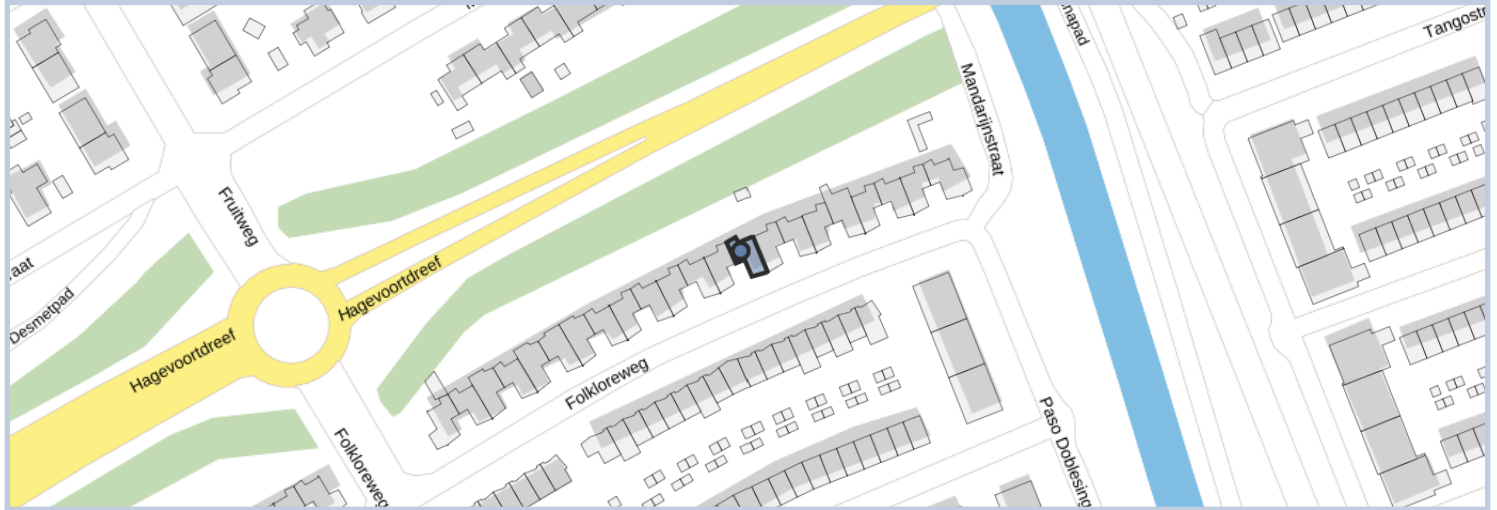 Tangostr
napad
Mandarijnstraat
Fruitweg
raat
Desmetpad
Hagevoortdreef
Hagevoortdreef
Folkloreweg
Folkloreweg
Paso Doblesing